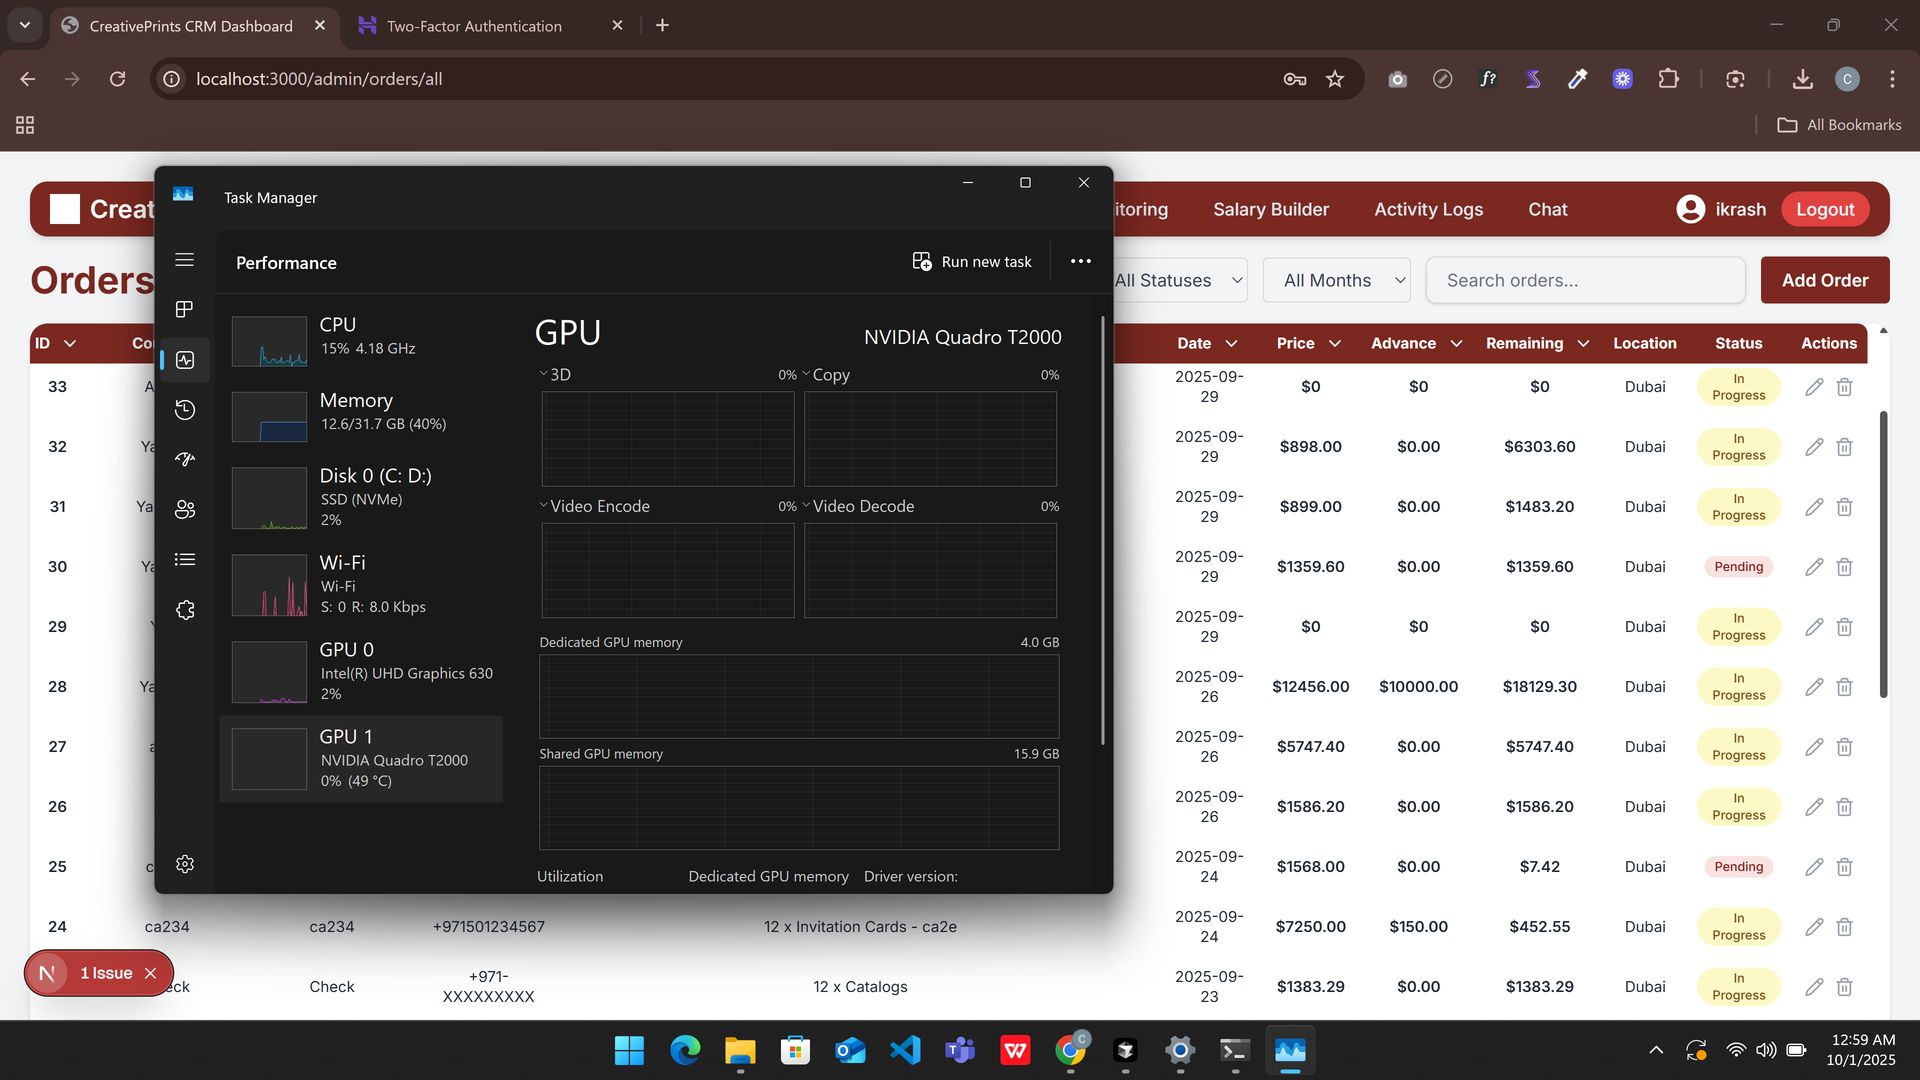 CreativePrints CRM Dashboard
Two-Factor Authentication
localhost:3000/admin/orders/all
f?
C
All Bookmarks
Creat
itoring
Salary Builder
Activity Logs
Chat
ikrash
Logout
Orders
All Statuses
All Months
Search orders...
Add Order
ID
Co
Date
Price
Advance
Remaining
Location
Status
Actions
33
A
2025-09-
29
$0
$0
$0
Dubai
In
Progress
32
Ya
2025-09-
29
$898.00
$0.00
$6303.60
Dubai
In
Progress
31
Ya
2025-09-
29
$899.00
$0.00
$1483.20
Dubai
In
Progress
30
Ya
2025-09-
29
$1359.60
$0.00
$1359.60
Dubai
Pending
29
2025-09-
29
$0
$0
$0
Dubai
In
Progress
28
Ya
2025-09-
26
$12456.00
$10000.00
$18129.30
Dubai
In
Progress
27
a
2025-09-
26
$5747.40
$0.00
$5747.40
Dubai
In
Progress
26
2025-09-
26
$1586.20
$0.00
$1586.20
Dubai
In
Progress
25
c
2025-09-
24
$1568.00
$0.00
$7.42
Dubai
Pending
24
ca234
ca234
+971501234567
12 x Invitation Cards - ca2e
2025-09-
24
$7250.00
$150.00
$452.55
Dubai
In
Progress
eck
Check
+971-
XXXXXXXXX
12 x Catalogs
2025-09-
23
$1383.29
$0.00
$1383.29
Dubai
In
Progress
N
1 Issue
Task Manager
Performance
Run new task
CPU
15% 4.18 GHz
Memory
12.6/31.7 GB (40%)
Disk 0 (C: D:)
SSD (NVMe)
2%
Wi-Fi
Wi-Fi
S: 0 R: 8.0 Kbps
GPU 0
Intel(R) UHD Graphics 630
2%
GPU 1
NVIDIA Quadro T2000
0% (49 °C)
GPU
NVIDIA Quadro T2000
3D
0%
Copy
0%
Video Encode
0%
Video Decode
0%
Dedicated GPU memory
4.0 GB
Shared GPU memory
15.9 GB
Utilization
Dedicated GPU memory
Driver version:
12:59 AM
10/1/2025